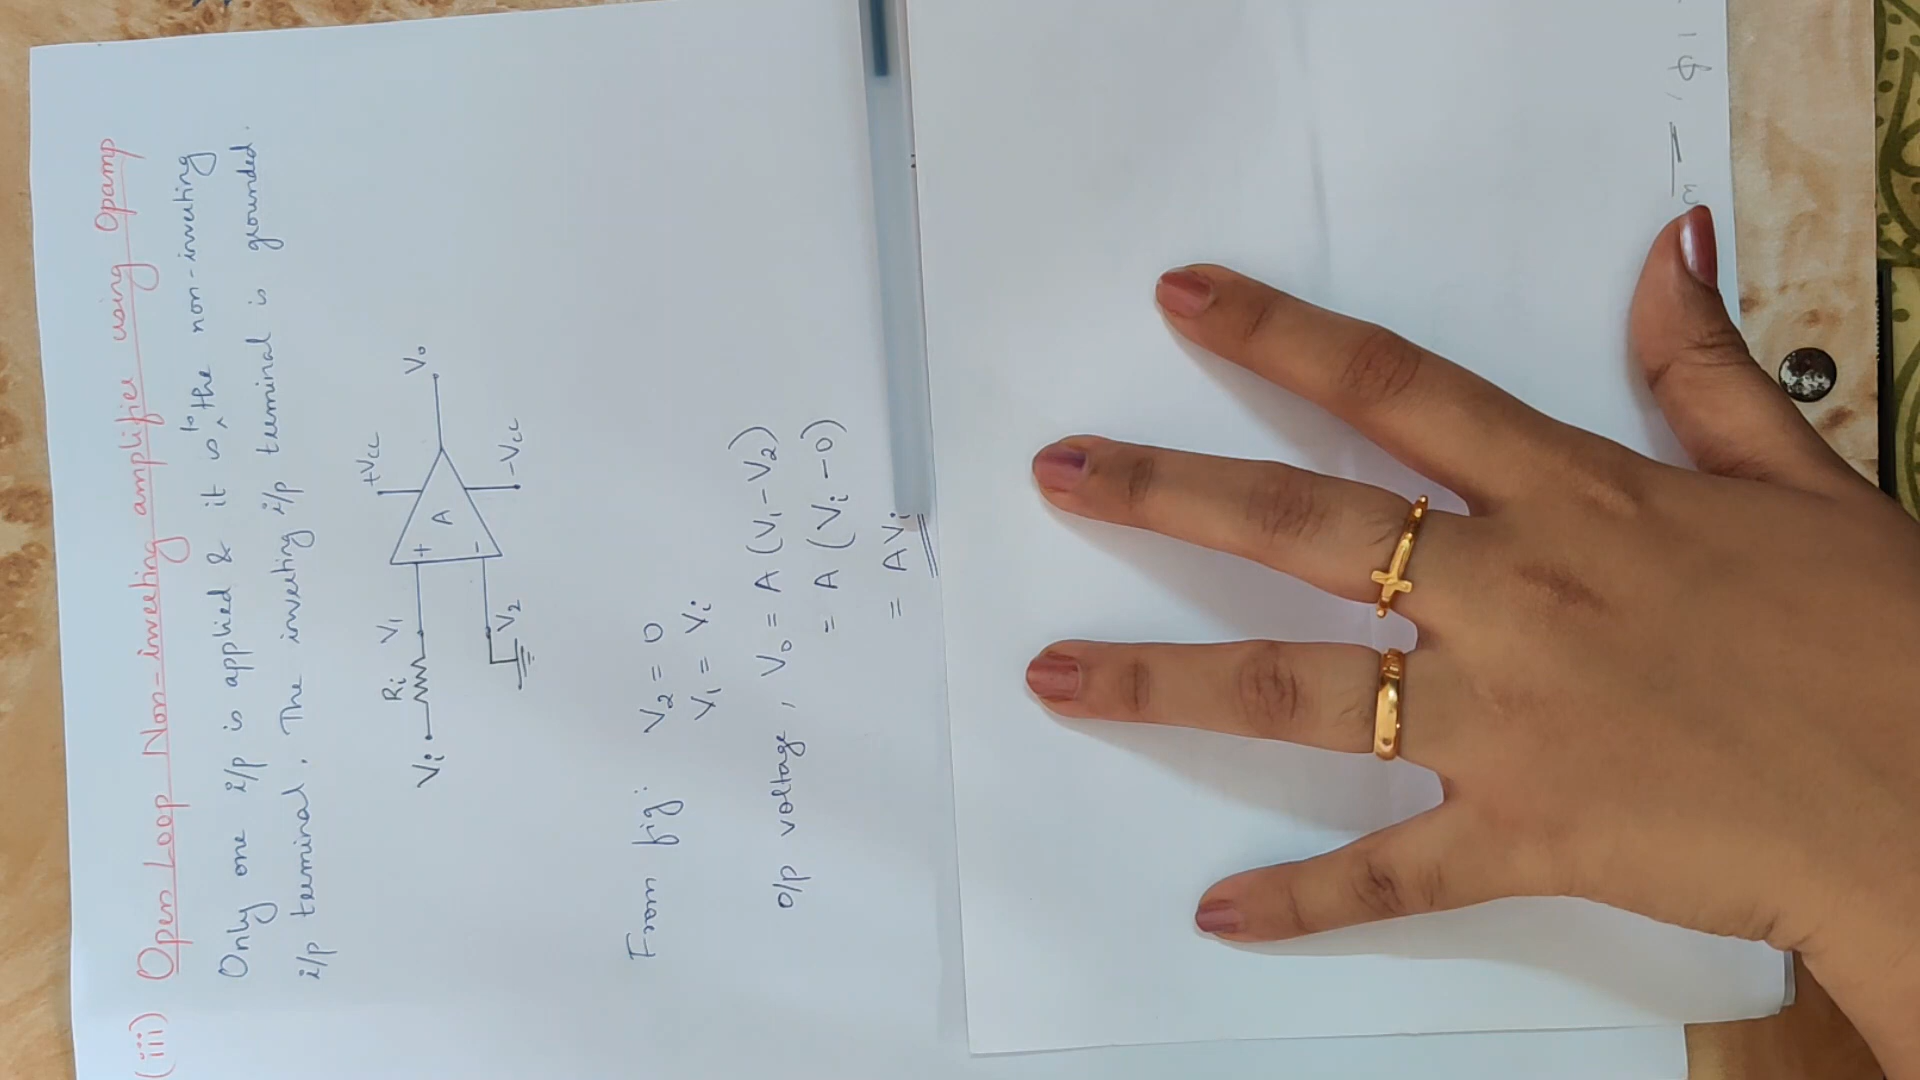 (iii) Open Loop Non-inverting amplifier using Opamp
Only one i/p is applied & it is to the non-inverting
i/p terminal. The inverting i/p terminal is grounded.
+Vcc
Vi Ri V1 + A Vo
-
V2 -Vcc
From fig: V2 = 0
V1 = Vi
o/p voltage, Vo = A (V1 - V2)
= A (Vi - 0)
= AVi